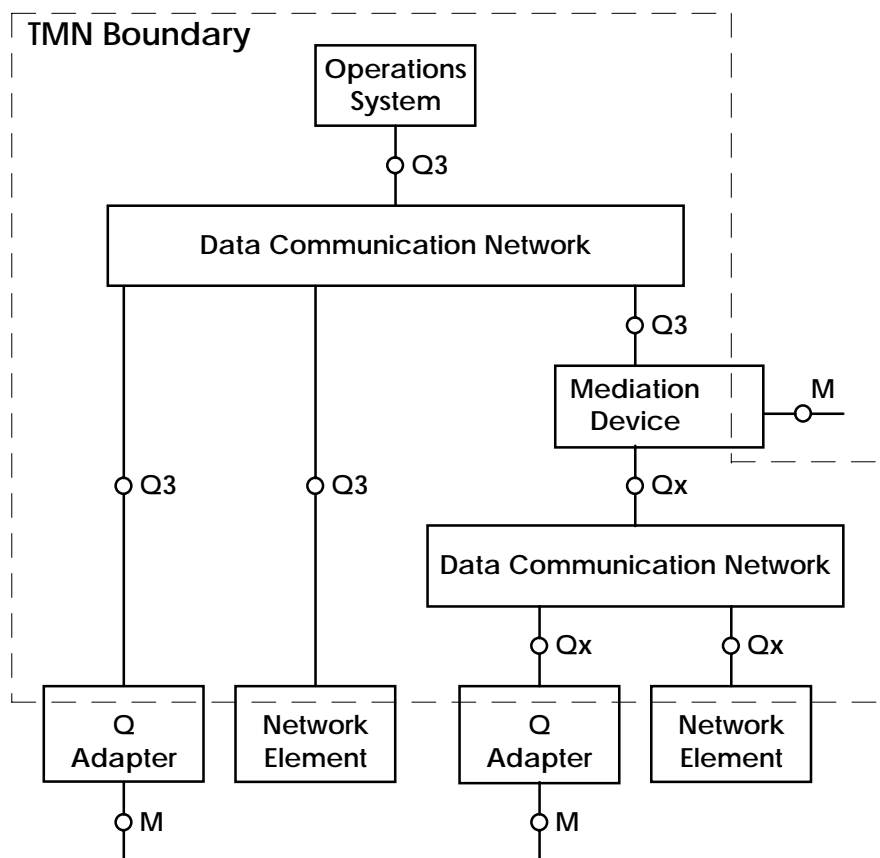 TMN Boundary
Operations
System
Q3
Data Communication Network
Q3
Mediation
Device
M
Q3
Q3
Qx
Data Communication Network
Qx
Qx
Q
Adapter
Network
Element
Q
Adapter
Network
Element
M
M